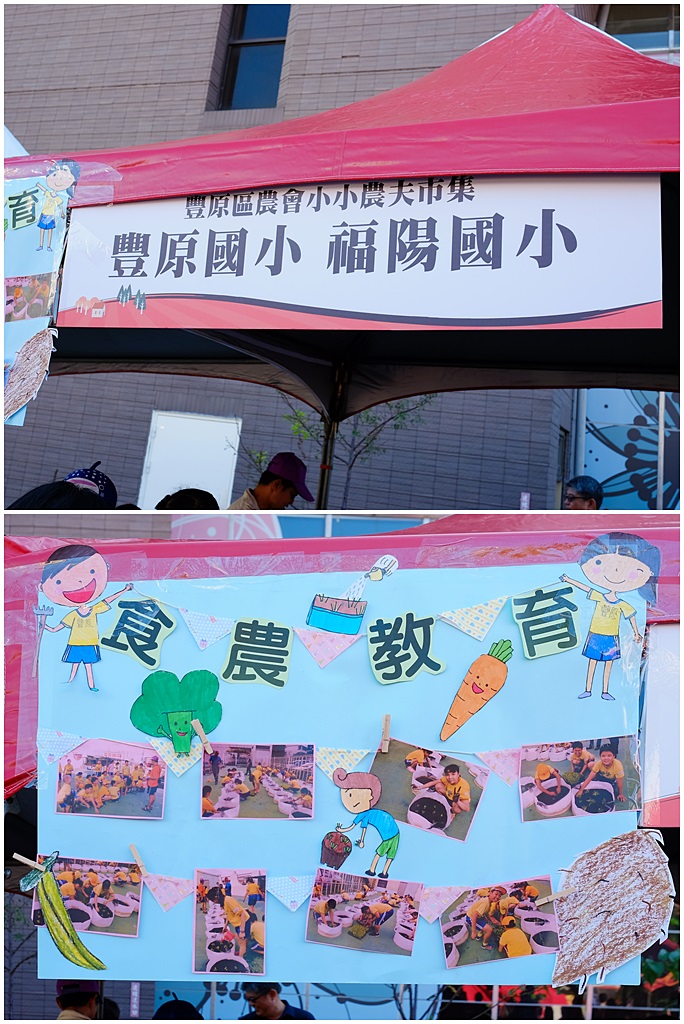 育
豐原區農會小小農夫市集
豐原國小 福陽國小
食農教育